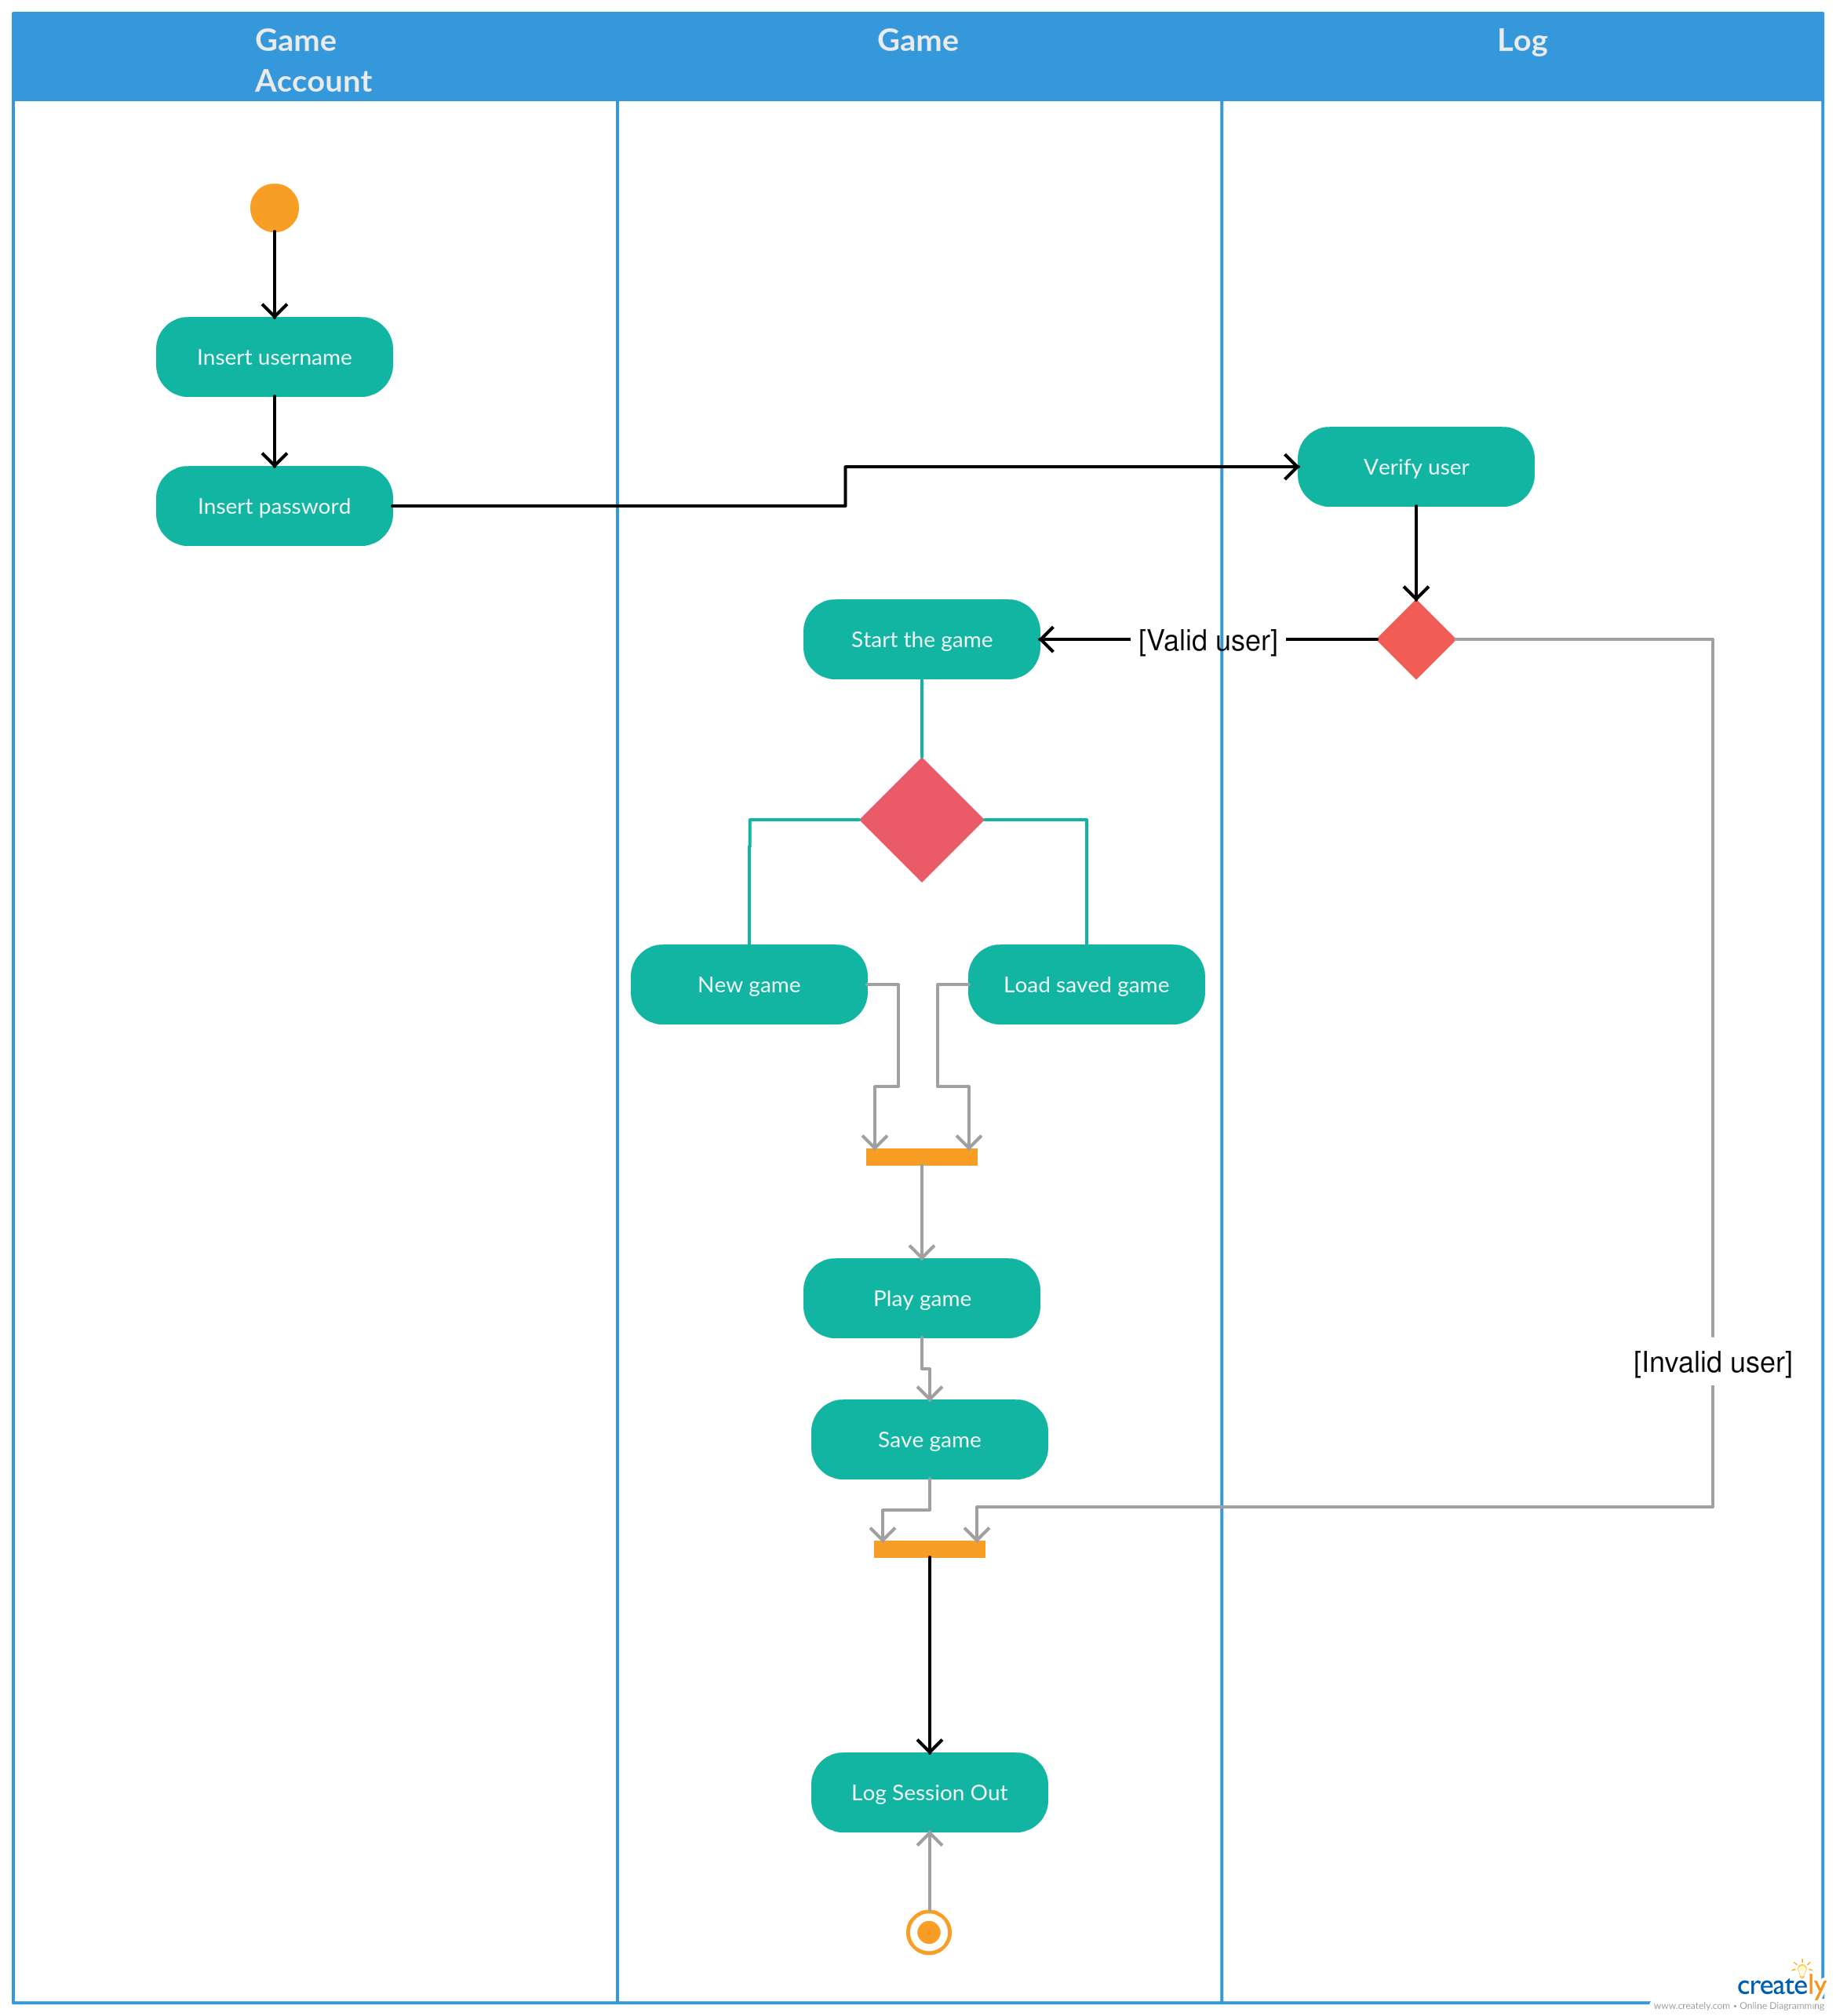 Game
Account
Game
Log
Insert username
Insert password
Verify user
Start the game
[Valid user]
New game
Load saved game
Play game
[Invalid user]
Save game
Log Session Out
creately
www.creately.com • Online Diagramming